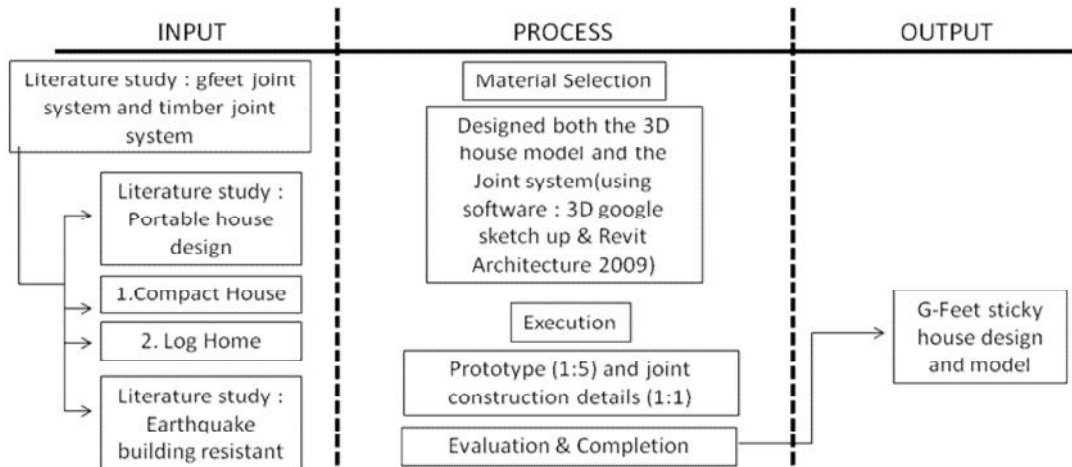 INPUT
PROCESS
OUTPUT
Literature study : gfeet joint
system and timber joint
system
Literature study :
Portable house
design
1.Compact House
2. Log Home
Literature study :
Earthquake
building resistant
Material Selection
Designed both the 3D
house model and the
Joint system(using
software : 3D google
sketch up & Revit
Architecture 2009)
Execution
Prototype (1:5) and joint
construction details (1:1)
Evaluation & Completion
G-Feet sticky
house design
and model